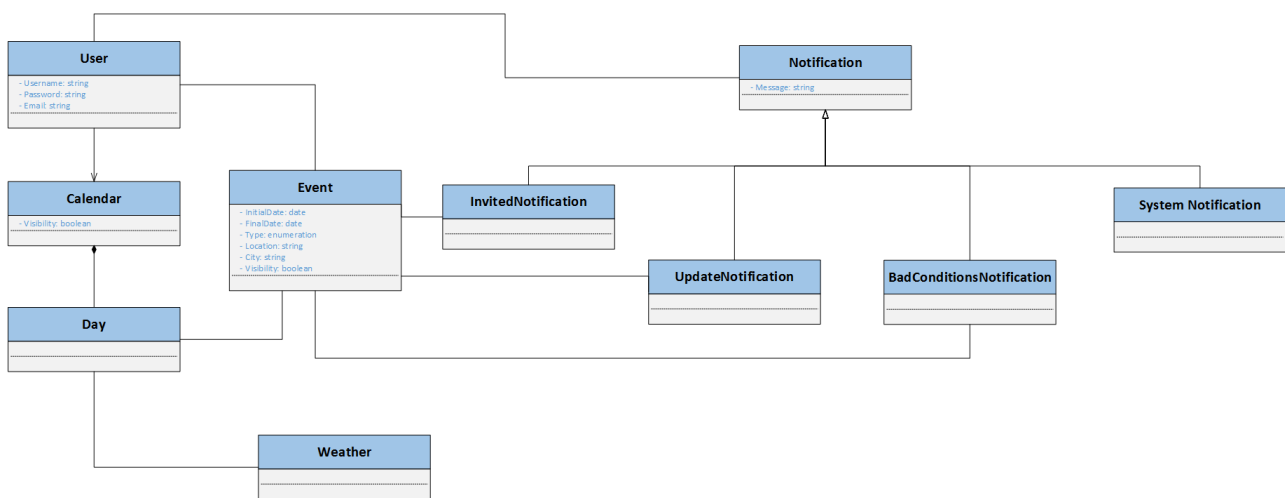 User
- Username: string
- Password: string
- Email: string
Notification
- Message: string
Calendar
- Visibility: boolean
Event
- InitialDate: date
- FinalDate: date
- Type: enumeration
- Location: string
- City: string
- Visibility: boolean
InvitedNotification
System Notification
UpdateNotification
BadConditionsNotification
Day
Weather